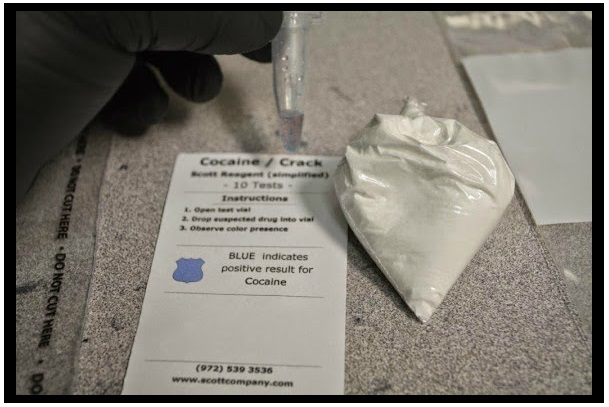 Cocaine / Crack
Scott Reagent (simplified)
- 10 Tests -
Instructions
1. Open test vial
2. Drop suspected drug into vial
3. Observe color presence
BLUE indicates
positive result for
Cocaine
(972) 539 3536
www.scottcompany.com
DO NOT CUT HERE • DO NOT CUT HERE • DO